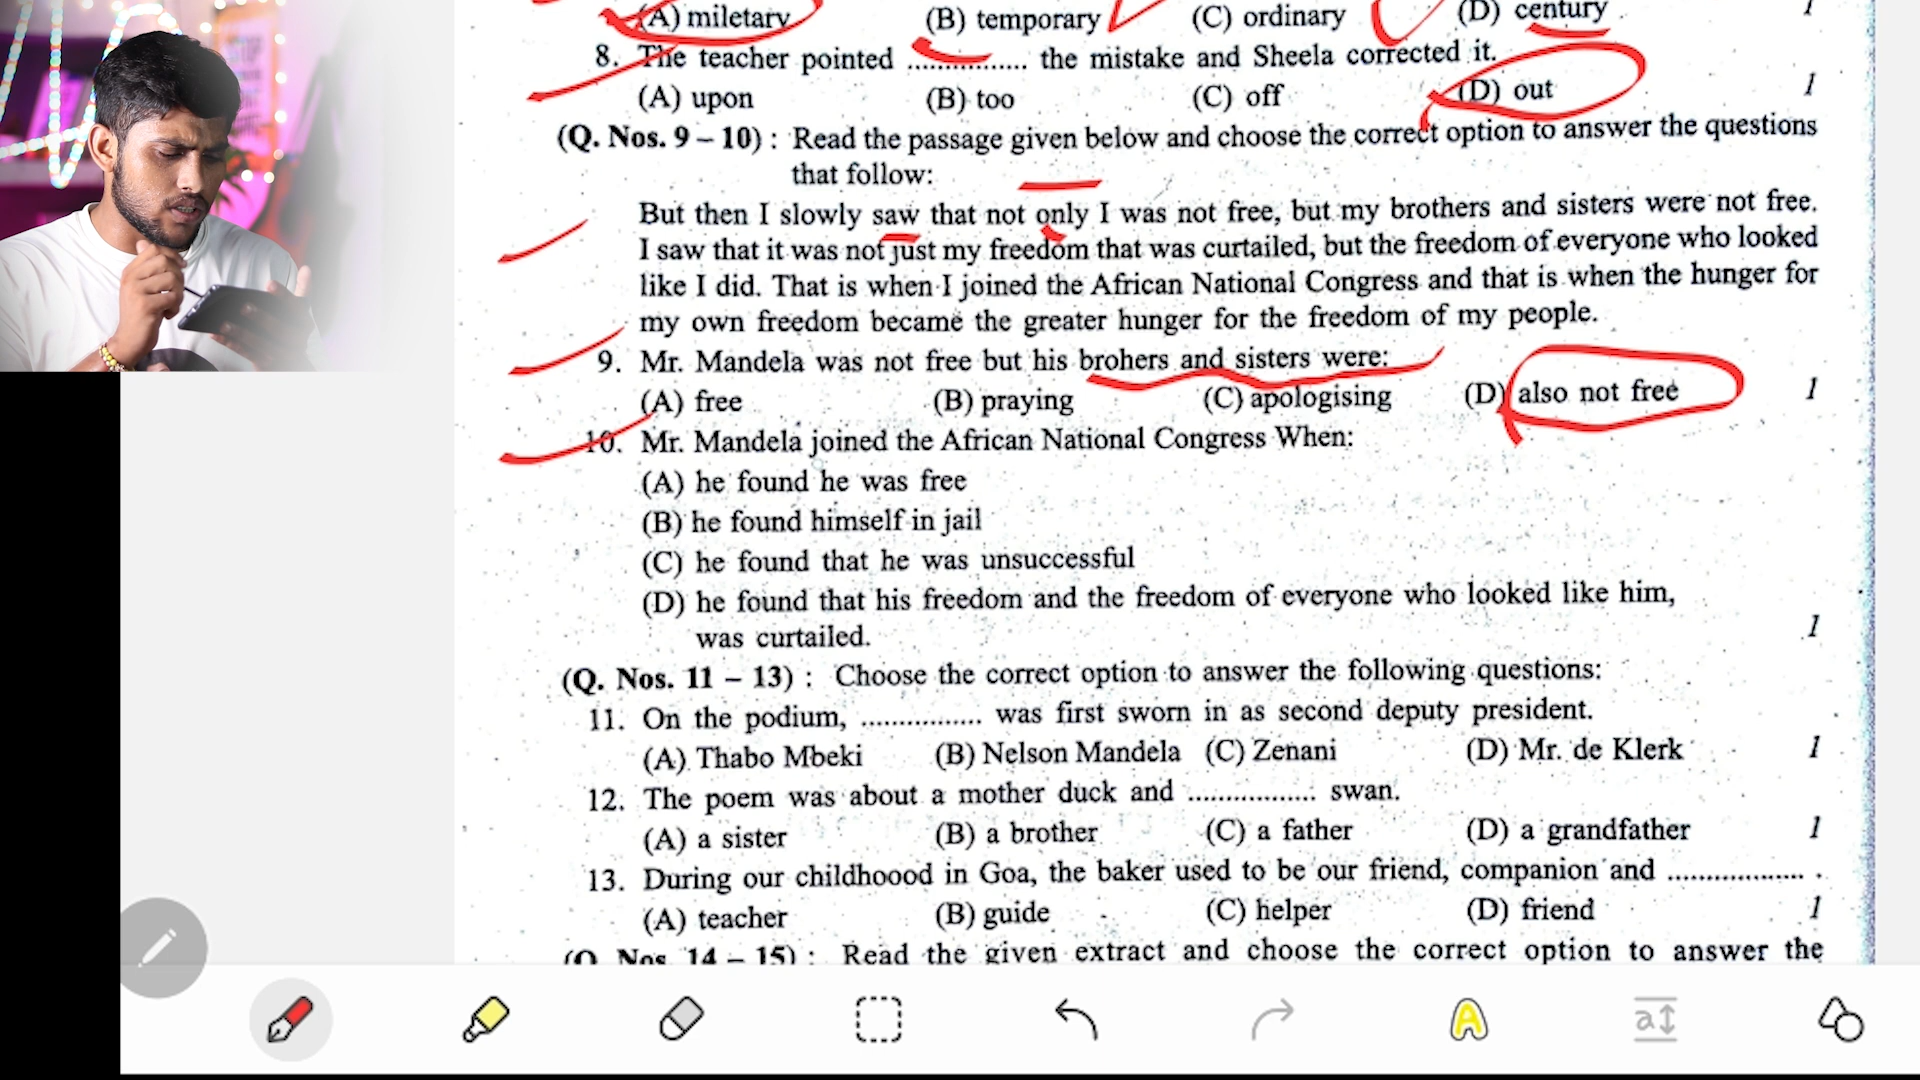 (A) miletary (B) temporary (C) ordinary (D) century 1
8. The teacher pointed ................ the mistake and Sheela corrected it.
(A) upon (B) too (C) off (D) out 1
(Q. Nos. 9 – 10) : Read the passage given below and choose the correct option to answer the questions
that follow:
But then I slowly saw that not only I was not free, but my brothers and sisters were not free.
I saw that it was not just my freedom that was curtailed, but the freedom of everyone who looked
like I did. That is when I joined the African National Congress and that is when the hunger for
my own freedom became the greater hunger for the freedom of my people.
9. Mr. Mandela was not free but his brohers and sisters were:
(A) free (B) praying (C) apologising (D) also not free 1
10. Mr. Mandela joined the African National Congress When:
(A) he found he was free
(B) he found himself in jail
(C) he found that he was unsuccessful
(D) he found that his freedom and the freedom of everyone who looked like him,
was curtailed. 1
(Q. Nos. 11 – 13) : Choose the correct option to answer the following questions:
11. On the podium, ................ was first sworn in as second deputy president.
(A) Thabo Mbeki (B) Nelson Mandela (C) Zenani (D) Mr. de Klerk 1
12. The poem was about a mother duck and ................ swan.
(A) a sister (B) a brother (C) a father (D) a grandfather 1
13. During our childhoood in Goa, the baker used to be our friend, companion and ................ .
(A) teacher (B) guide (C) helper (D) friend 1
(Q. Nos. 14 – 15) : Read the given extract and choose the correct option to answer the
A a